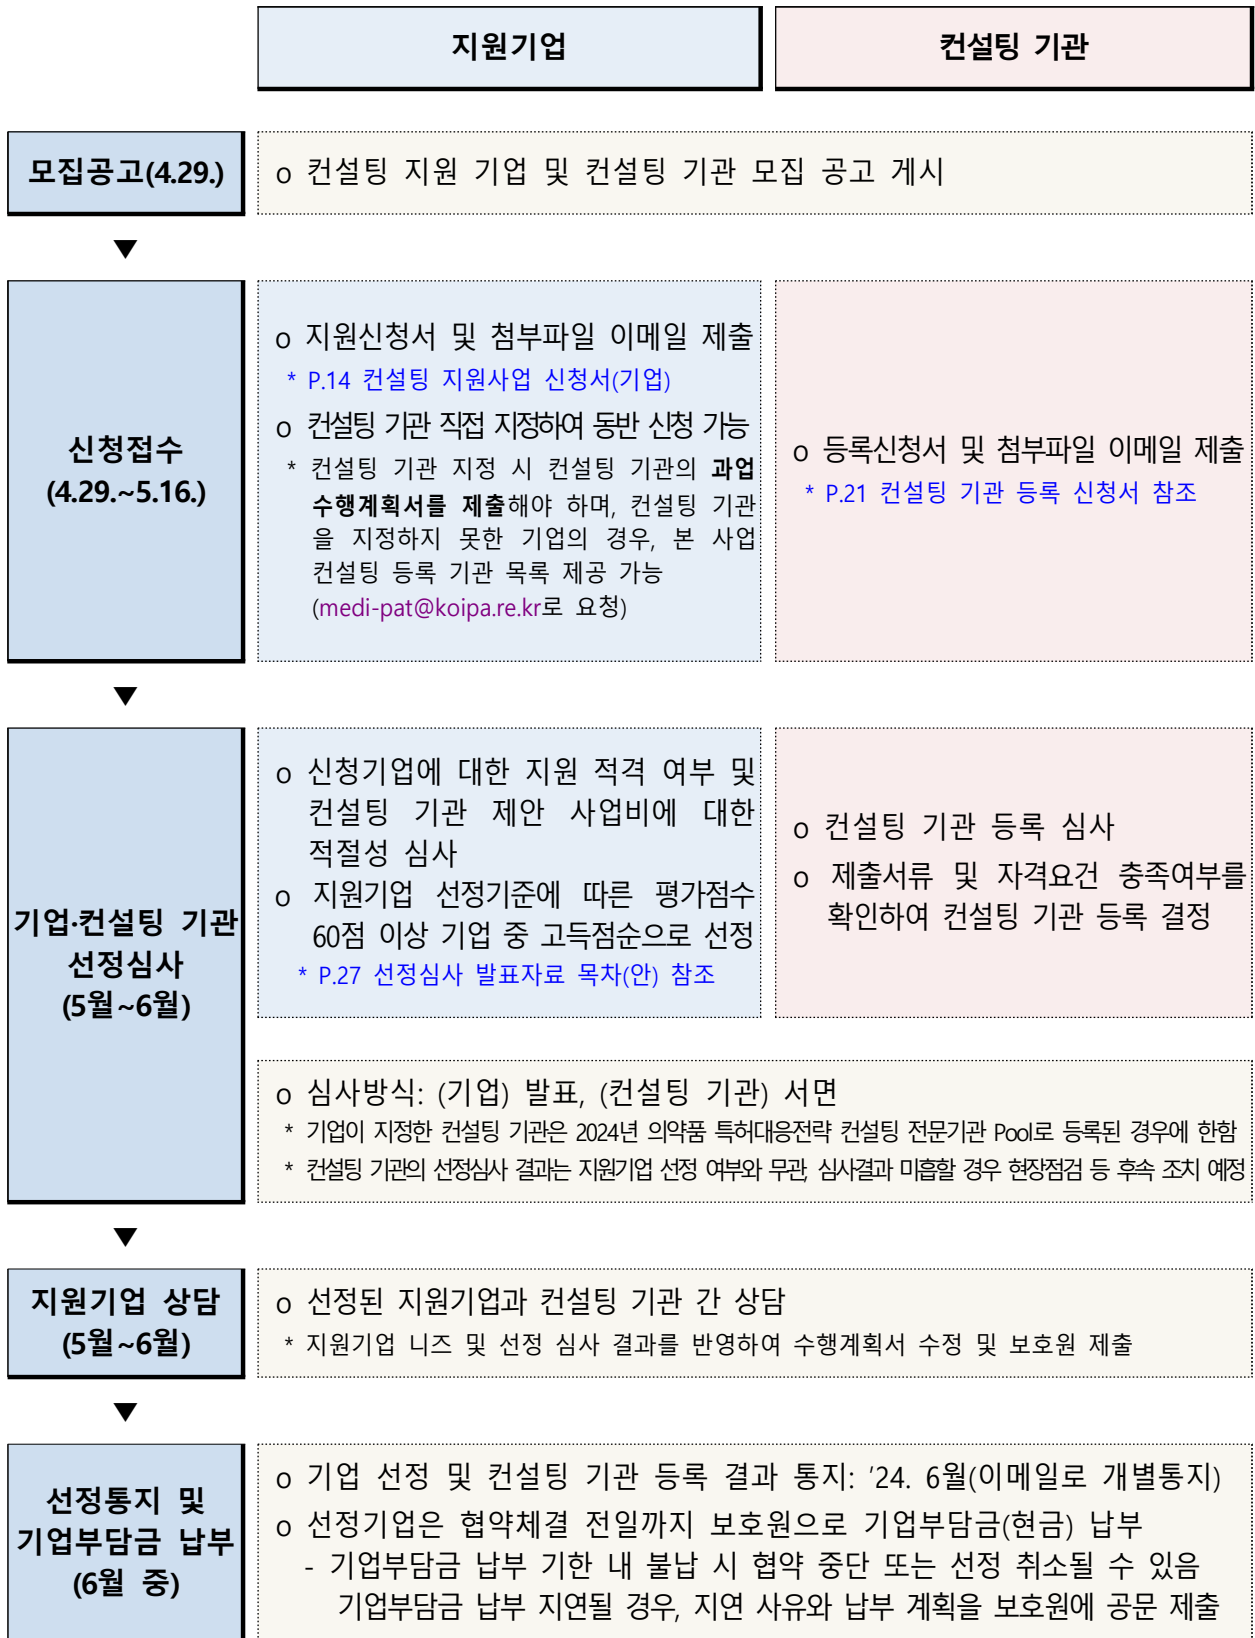 지원기업
컨설팅 기관
모집공고(4.29.)
o 컨설팅 지원 기업 및 컨설팅 기관 모집 공고 게시
▼
신청접수
(4.29.~5.16.)
o 지원신청서 및 첨부파일 이메일 제출
* P.14 컨설팅 지원사업 신청서(기업)
o 컨설팅 기관 직접 지정하여 동반 신청 가능
* 컨설팅 기관 지정 시 컨설팅 기관의 과업
수행계획서를 제출해야 하며, 컨설팅 기관
을 지정하지 못한 기업의 경우, 본 사업
컨설팅 등록 기관 목록 제공 가능
(medi-pat@koipa.re.kr로 요청)
o 등록신청서 및 첨부파일 이메일 제출
* P.21 컨설팅 기관 등록 신청서 참조
▼
기업·컨설팅 기관
선정심사
(5월~6월)
o 신청기업에 대한 지원 적격 여부 및
컨설팅 기관 제안 사업비에 대한
적절성 심사
o 지원기업 선정기준에 따른 평가점수
60점 이상 기업 중 고득점순으로 선정
* P.27 선정심사 발표자료 목차(안) 참조
o 컨설팅 기관 등록 심사
o 제출서류 및 자격요건 충족여부를
확인하여 컨설팅 기관 등록 결정
o 심사방식: (기업) 발표, (컨설팅 기관) 서면
* 기업이 지정한 컨설팅 기관은 2024년 의약품 특허대응전략 컨설팅 전문기관 Pool로 등록된 경우에 한함
* 컨설팅 기관의 선정심사 결과는 지원기업 선정 여부와 무관, 심사결과 미흡할 경우 현장점검 등 후속 조치 예정
▼
지원기업 상담
(5월~6월)
o 선정된 지원기업과 컨설팅 기관 간 상담
* 지원기업 니즈 및 선정 심사 결과를 반영하여 수행계획서 수정 및 보호원 제출
▼
선정통지 및
기업부담금 납부
(6월 중)
o 기업 선정 및 컨설팅 기관 등록 결과 통지: '24. 6월(이메일로 개별통지)
o 선정기업은 협약체결 전일까지 보호원으로 기업부담금(현금) 납부
- 기업부담금 납부 기한 내 불납 시 협약 중단 또는 선정 취소될 수 있음
기업부담금 납부 지연될 경우, 지연 사유와 납부 계획을 보호원에 공문 제출